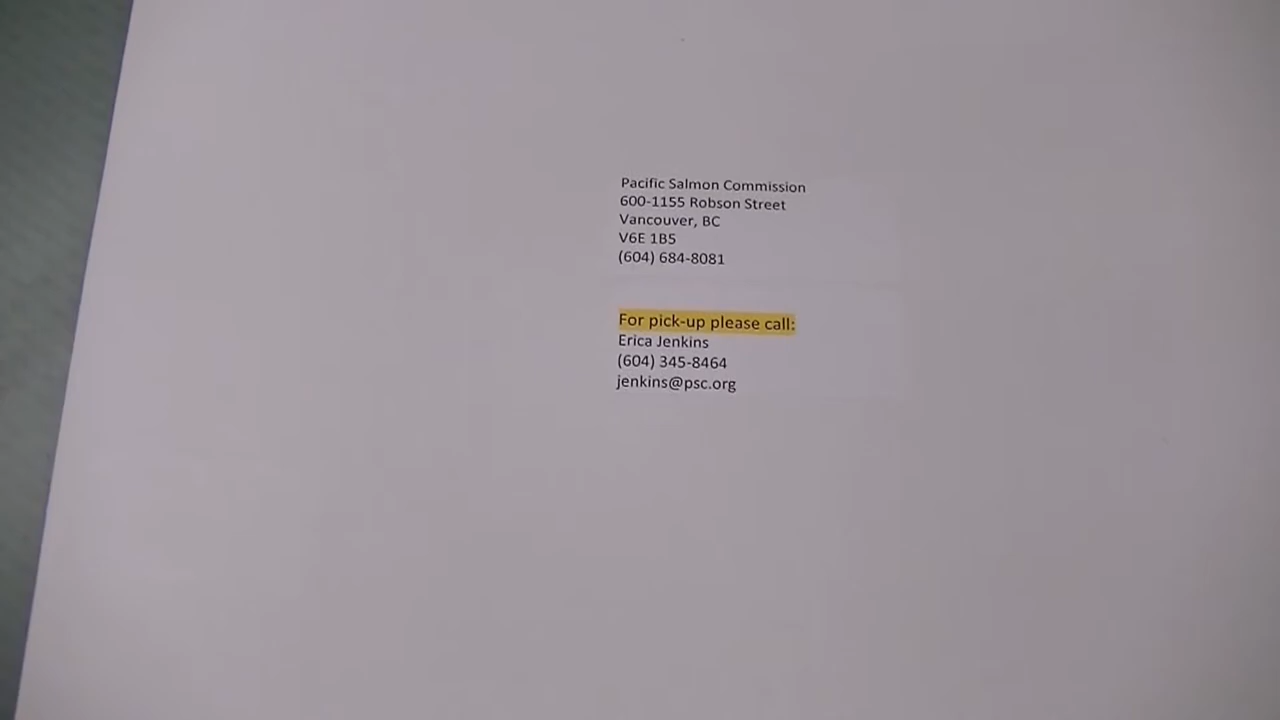 Pacific Salmon Commission
600-1155 Robson Street
Vancouver, BC
V6E 1B5
(604) 684-8081
For pick-up please call:
Erica Jenkins
(604) 345-8464
jenkins@psc.org